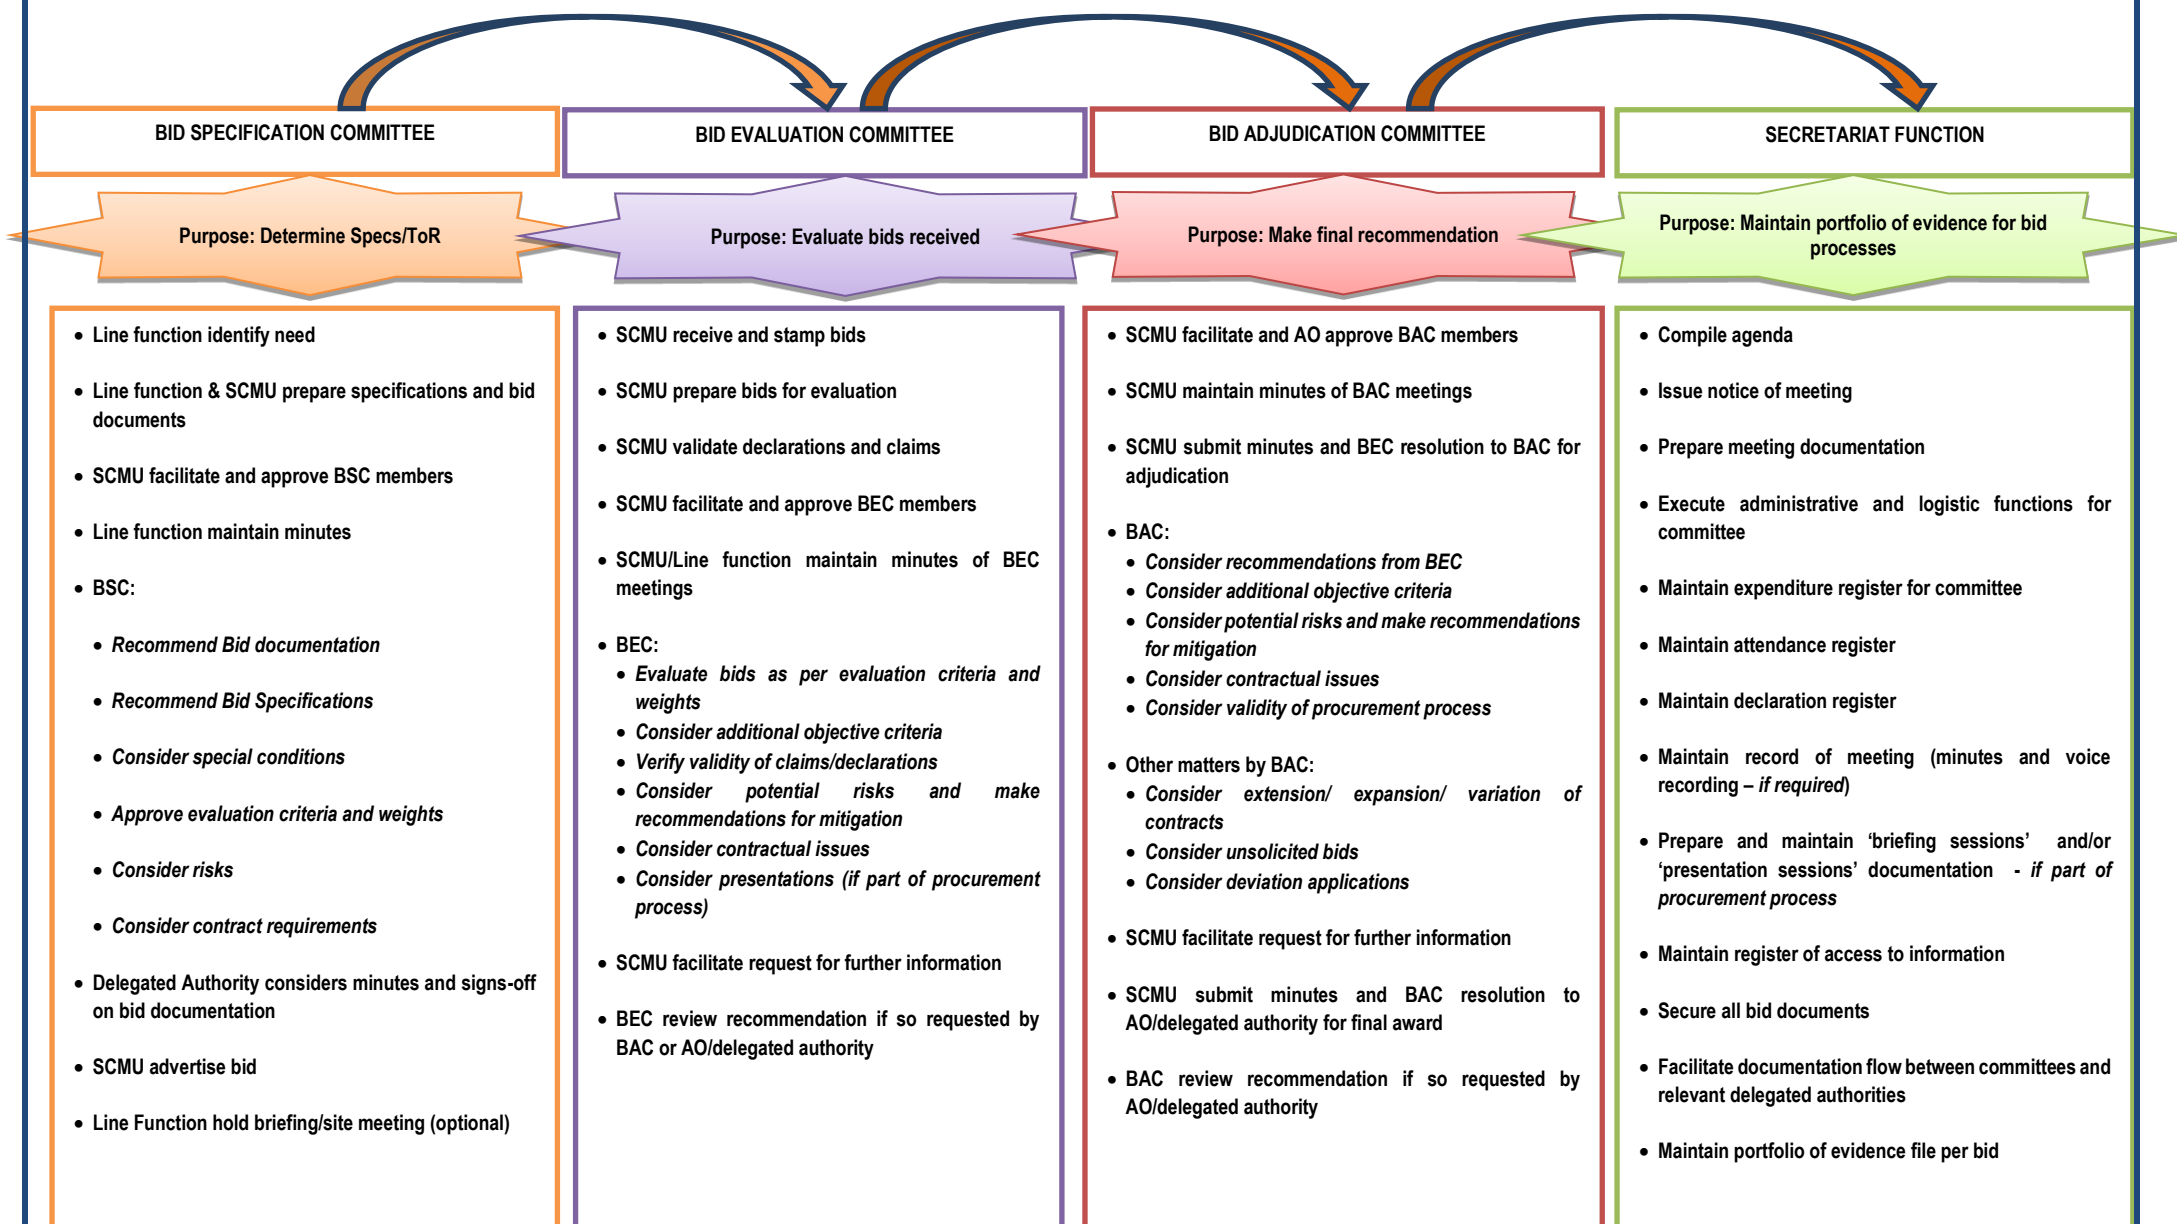 BID SPECIFICATION COMMITTEE
Purpose: Determine Specs/ToR
• Line function identify need
• Line function & SCMU prepare specifications and bid
documents
• SCMU facilitate and approve BSC members
• Line function maintain minutes
• BSC:
• Recommend Bid documentation
• Recommend Bid Specifications
• Consider special conditions
• Approve evaluation criteria and weights
• Consider risks
• Consider contract requirements
• Delegated Authority considers minutes and signs-off
on bid documentation
• SCMU advertise bid
• Line Function hold briefing/site meeting (optional)
BID EVALUATION COMMITTEE
Purpose: Evaluate bids received
• SCMU receive and stamp bids
• SCMU prepare bids for evaluation
• SCMU validate declarations and claims
• SCMU facilitate and approve BEC members
• SCMU/Line function maintain minutes of BEC
meetings
• BEC:
• Evaluate bids as per evaluation criteria and
weights
• Consider additional objective criteria
• Verify validity of claims/declarations
• Consider potential risks and make
recommendations for mitigation
• Consider contractual issues
• Consider presentations (if part of procurement
process)
• SCMU facilitate request for further information
• BEC review recommendation if so requested by
BAC or AO/delegated authority
BID ADJUDICATION COMMITTEE
Purpose: Make final recommendation
• SCMU facilitate and AO approve BAC members
• SCMU maintain minutes of BAC meetings
• SCMU submit minutes and BEC resolution to BAC for
adjudication
• BAC:
• Consider recommendations from BEC
• Consider additional objective criteria
• Consider potential risks and make recommendations
for mitigation
• Consider contractual issues
• Consider validity of procurement process
• Other matters by BAC:
• Consider extension/ expansion/ variation of
contracts
• Consider unsolicited bids
• Consider deviation applications
• SCMU facilitate request for further information
• SCMU submit minutes and BAC resolution to
AO/delegated authority for final award
• BAC review recommendation if so requested by
AO/delegated authority
SECRETARIAT FUNCTION
Purpose: Maintain portfolio of evidence for bid
processes
• Compile agenda
• Issue notice of meeting
• Prepare meeting documentation
• Execute administrative and logistic functions for
committee
• Maintain expenditure register for committee
• Maintain attendance register
• Maintain declaration register
• Maintain record of meeting (minutes and voice
recording – if required)
• Prepare and maintain ‘briefing sessions’ and/or
‘presentation sessions’ documentation - if part of
procurement process
• Maintain register of access to information
• Secure all bid documents
• Facilitate documentation flow between committees and
relevant delegated authorities
• Maintain portfolio of evidence file per bid